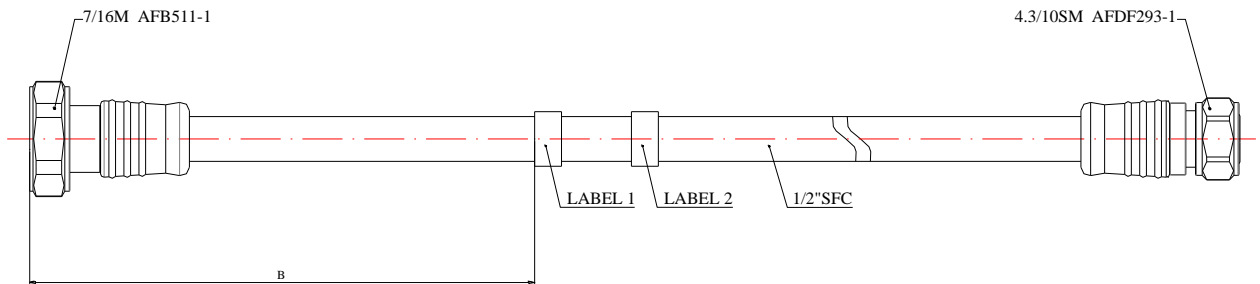 7/16M AFB511-1
4.3/10SM AFDF293-1
LABEL 1
LABEL 2
1/2"SFC
B